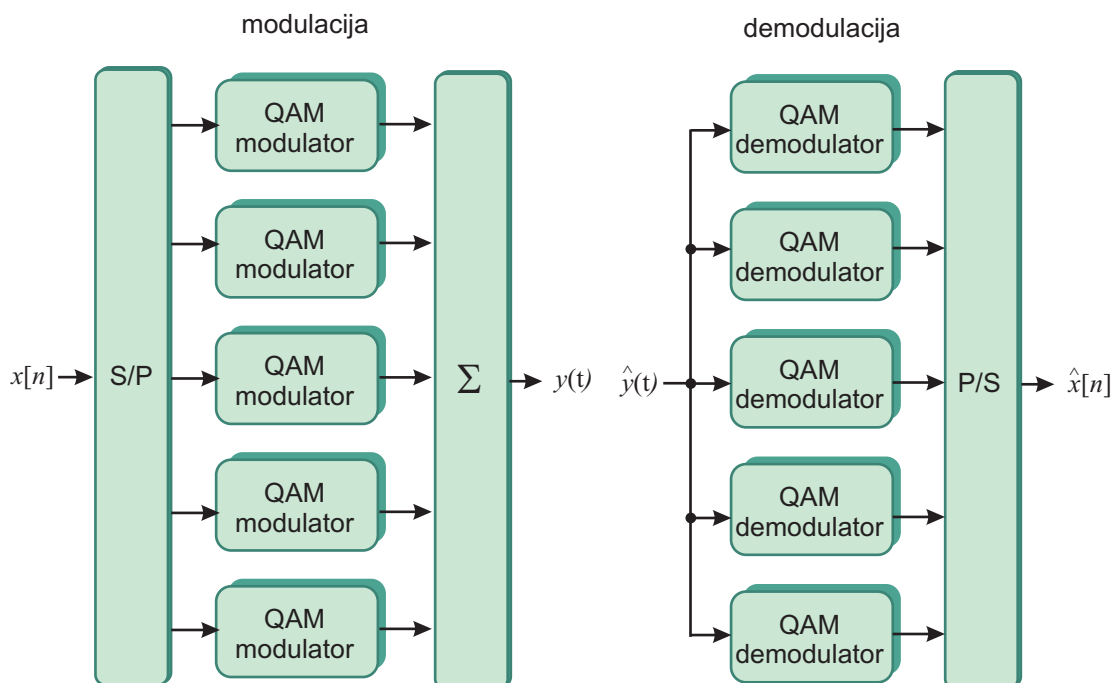 modulacija
QAM
modulator
QAM
modulator
x[n]
S/P
QAM
modulator
Σ
y(t)
QAM
modulator
QAM
modulator
demodulacija
QAM
demodulator
QAM
demodulator
ŷ(t)
QAM
demodulator
P/S
x̂[n]
QAM
demodulator
QAM
demodulator